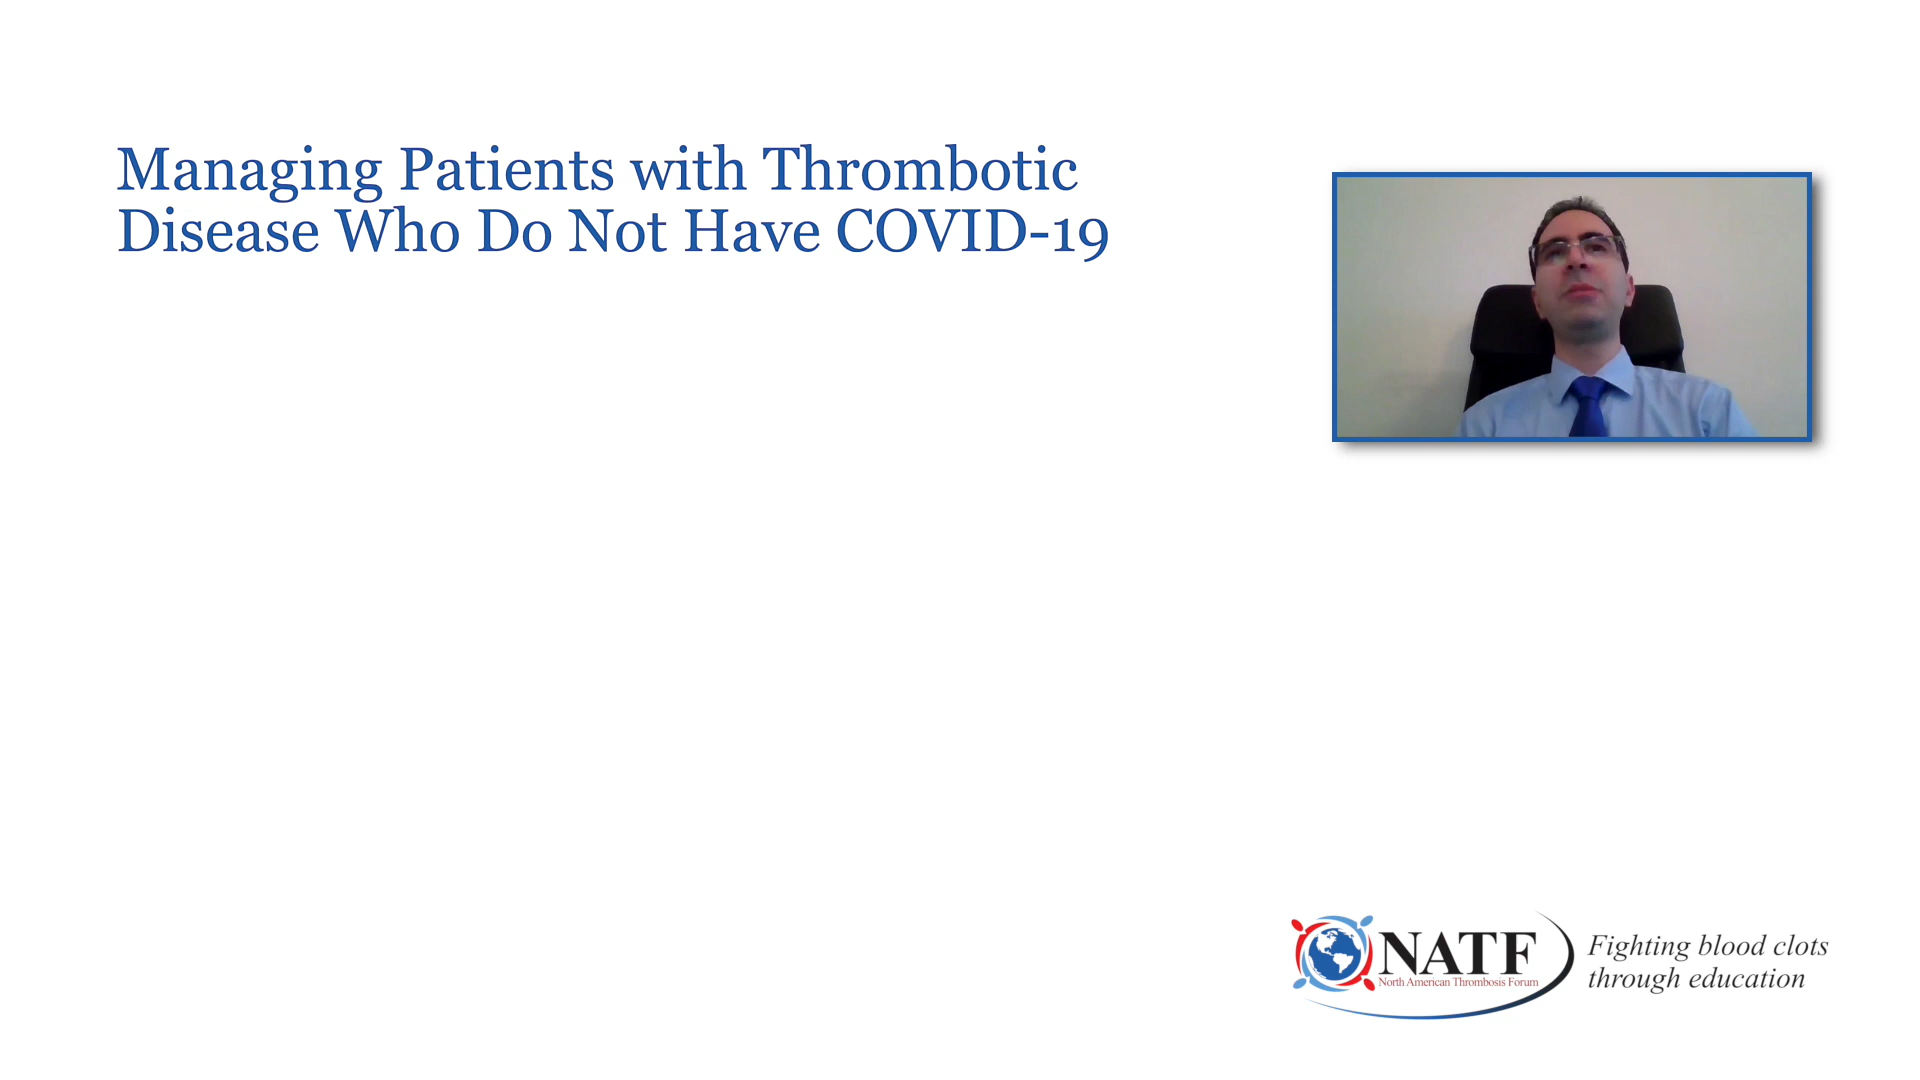 Managing Patients with Thrombotic
Disease Who Do Not Have COVID-19
NATF
North American Thrombosis Forum
Fighting blood clots
through education